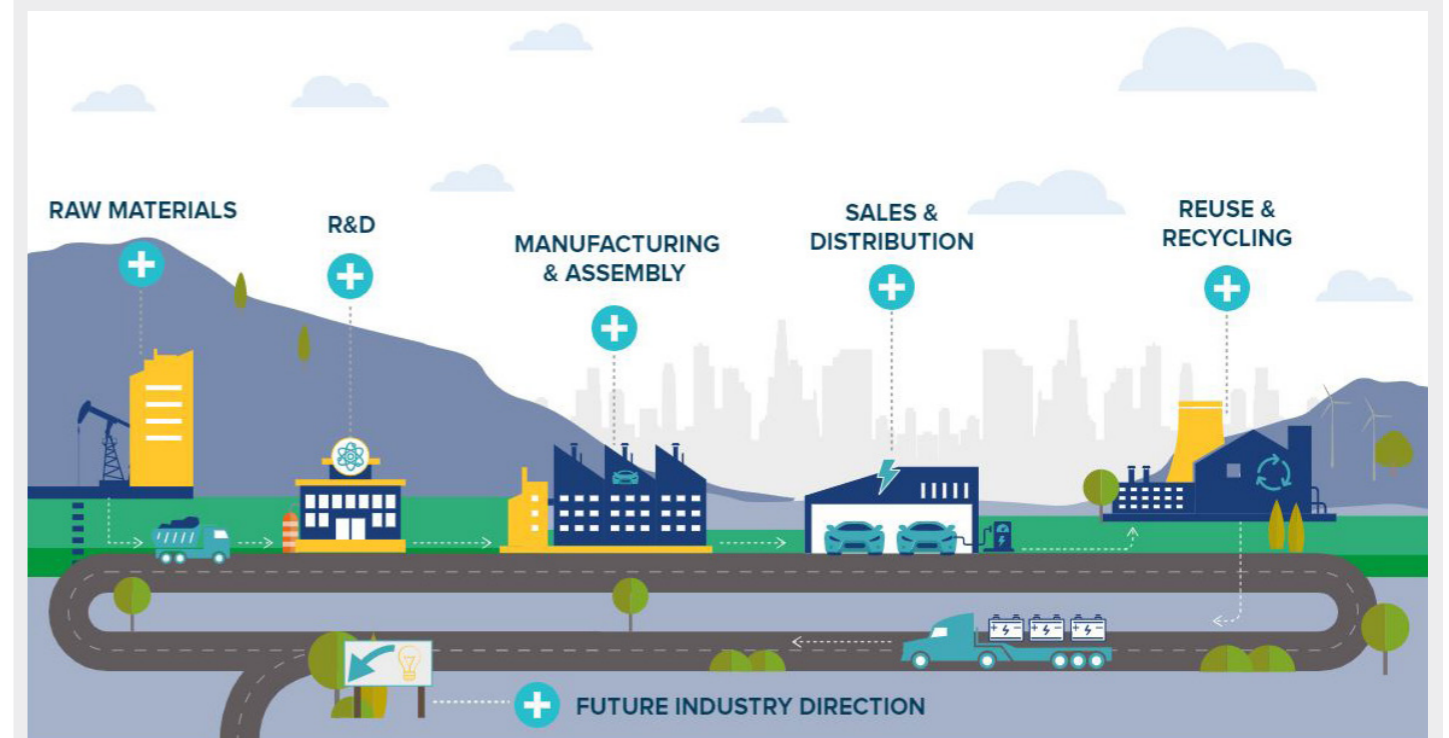 RAW MATERIALS
R&D
MANUFACTURING
& ASSEMBLY
SALES &
DISTRIBUTION
REUSE &
RECYCLING
FUTURE INDUSTRY DIRECTION